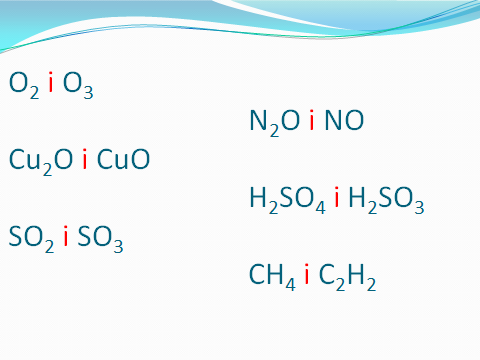 O₂ i O₃
Cu₂O i CuO
SO₂ i SO₃
N₂O i NO
H₂SO₄ i H₂SO₃
CH₄ i C₂H₂